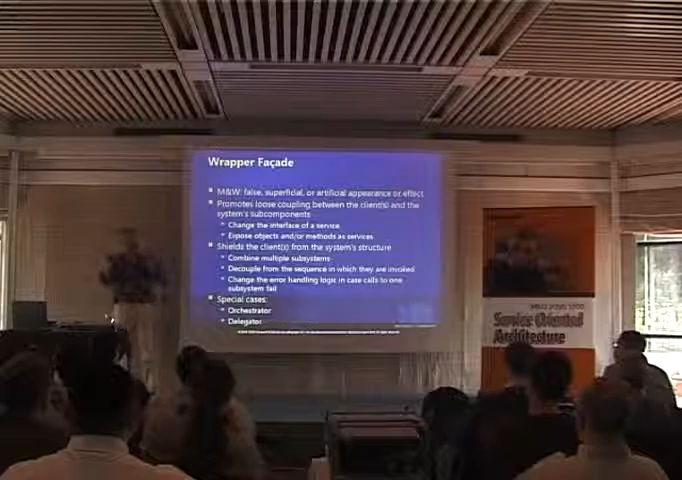 Wrapper Façade
M&W: false, superficial, or artificial appearance or effect
Promotes loose coupling between the client(s) and the
system's subcomponents
Change the interface of a service
Expose objects and/or methods as services
Shields the client(s) from the system's structure
Combine multiple subsystems
Decouple from the sequence in which they are invoked
Change the error handling logic in case calls to one
subsystem fail
Special cases:
Orchestrator
Delegator
Service Oriented
Architecture